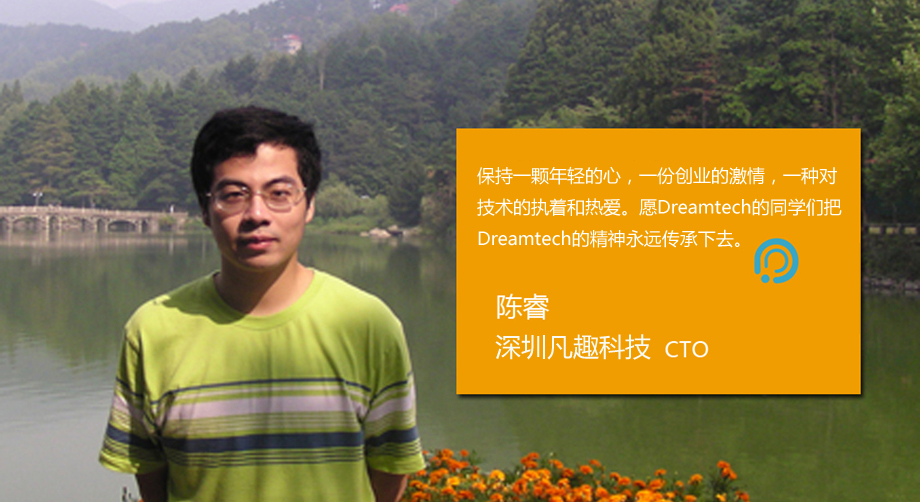 保持一颗年轻的心，一份创业的激情，一种对
技术的执着和热爱。愿Dreamtech的同学们把
Dreamtech的精神永远传承下去。
陈睿
深圳凡趣科技 CTO